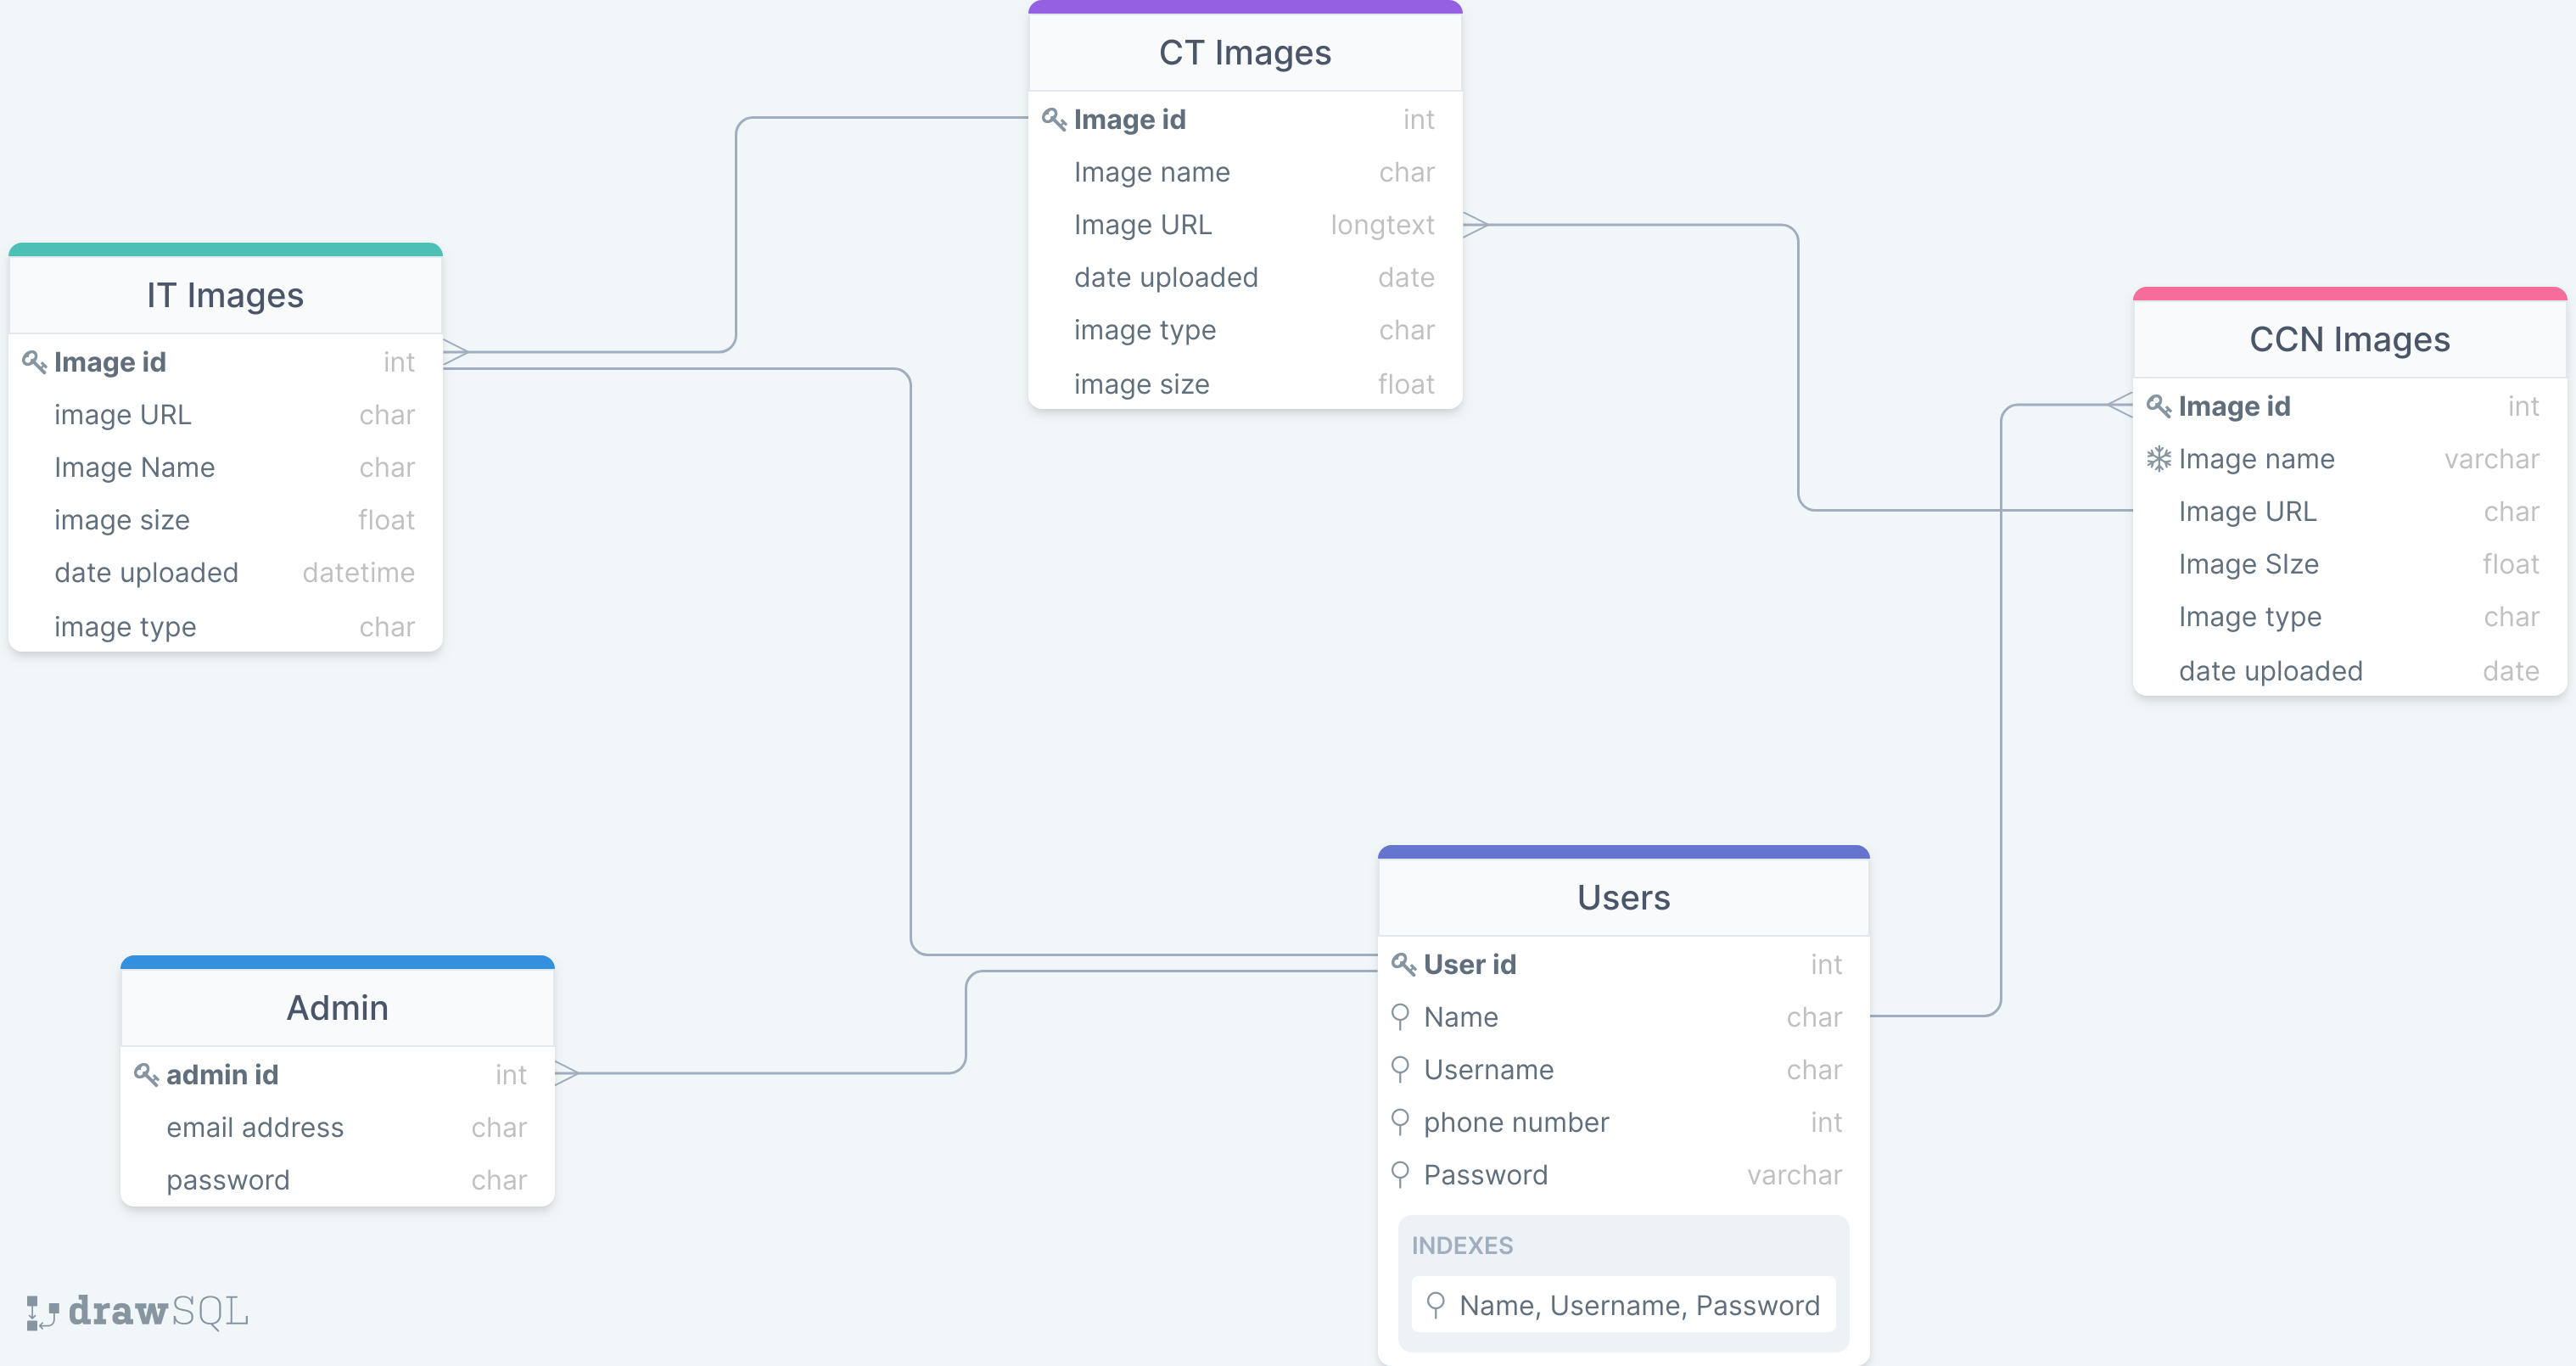 CT Images
Image id int
Image name char
Image URL longtext
date uploaded date
image type char
image size float
IT Images
Image id int
image URL char
Image Name char
image size float
date uploaded datetime
image type char
CCN Images
Image id int
Image name varchar
Image URL char
Image SIze float
Image type char
date uploaded date
Admin
admin id int
email address char
password char
Users
User id int
Name char
Username char
phone number int
Password varchar
INDEXES
Name, Username, Password
drawSQL